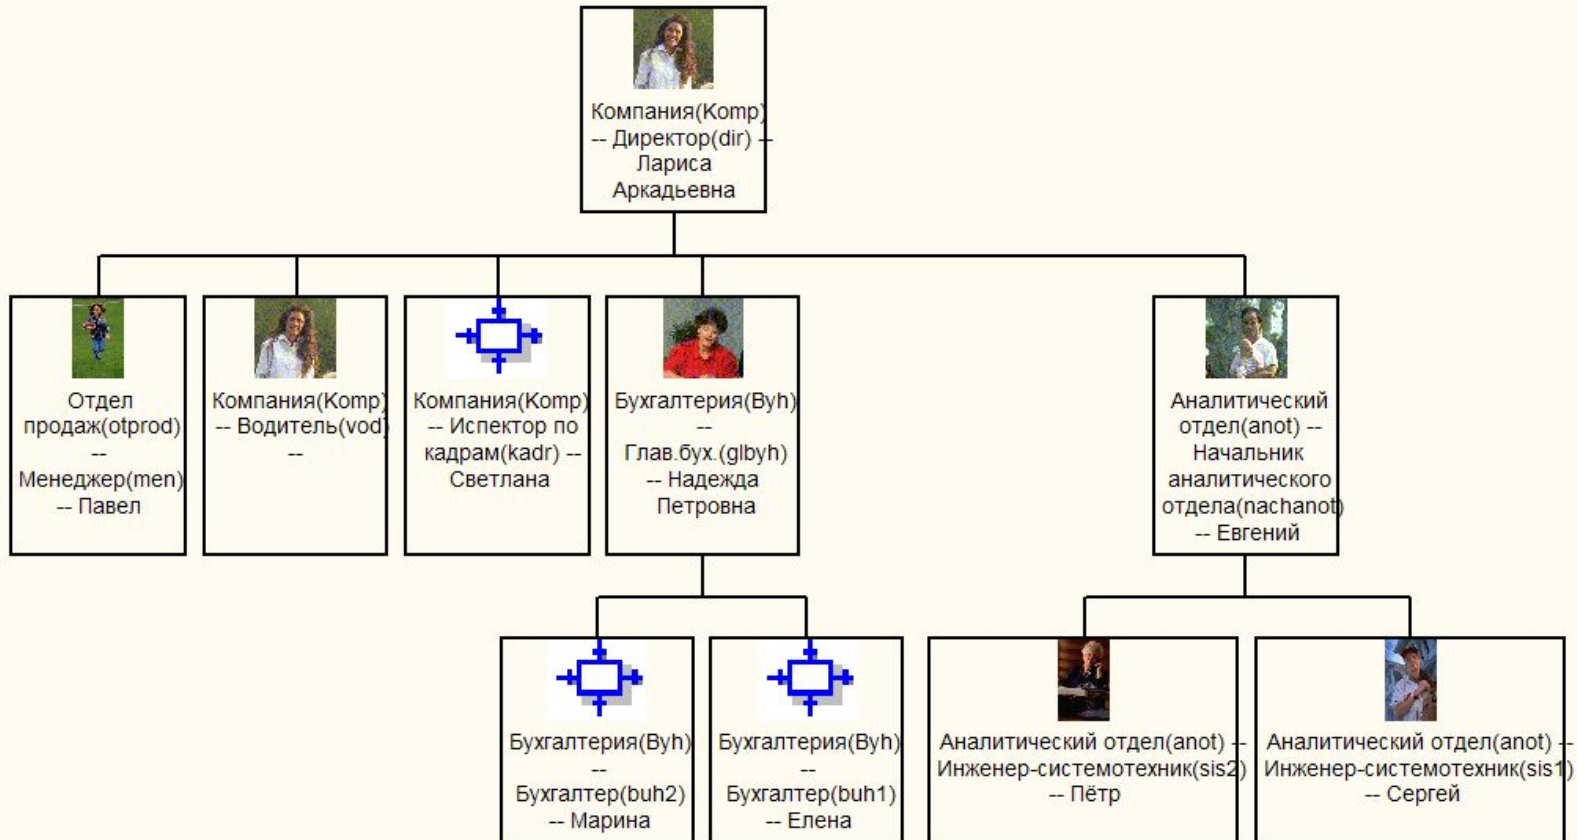 Компания(Komp)
-- Директор(dir) --
Лариса
Аркадьевна
Отдел
продаж(otprod)
--
Менеджер(men)
-- Павел
Компания(Komp)
-- Водитель(vod)
--
Компания(Komp)
-- Испектор по
кадрам(kadr) --
Светлана
Бухгалтерия(Byh)
--
Глав.бух.(glbyh)
-- Надежда
Петровна
Аналитический
отдел(anot) --
Начальник
аналитического
отдела(nachanot)
-- Евгений
Бухгалтерия(Byh)
--
Бухгалтер(buh2)
-- Марина
Бухгалтерия(Byh)
--
Бухгалтер(buh1)
-- Елена
Аналитический отдел(anot) --
Инженер-системотехник(sis2)
-- Пётр
Аналитический отдел(anot) --
Инженер-системотехник(sis1)
-- Сергей